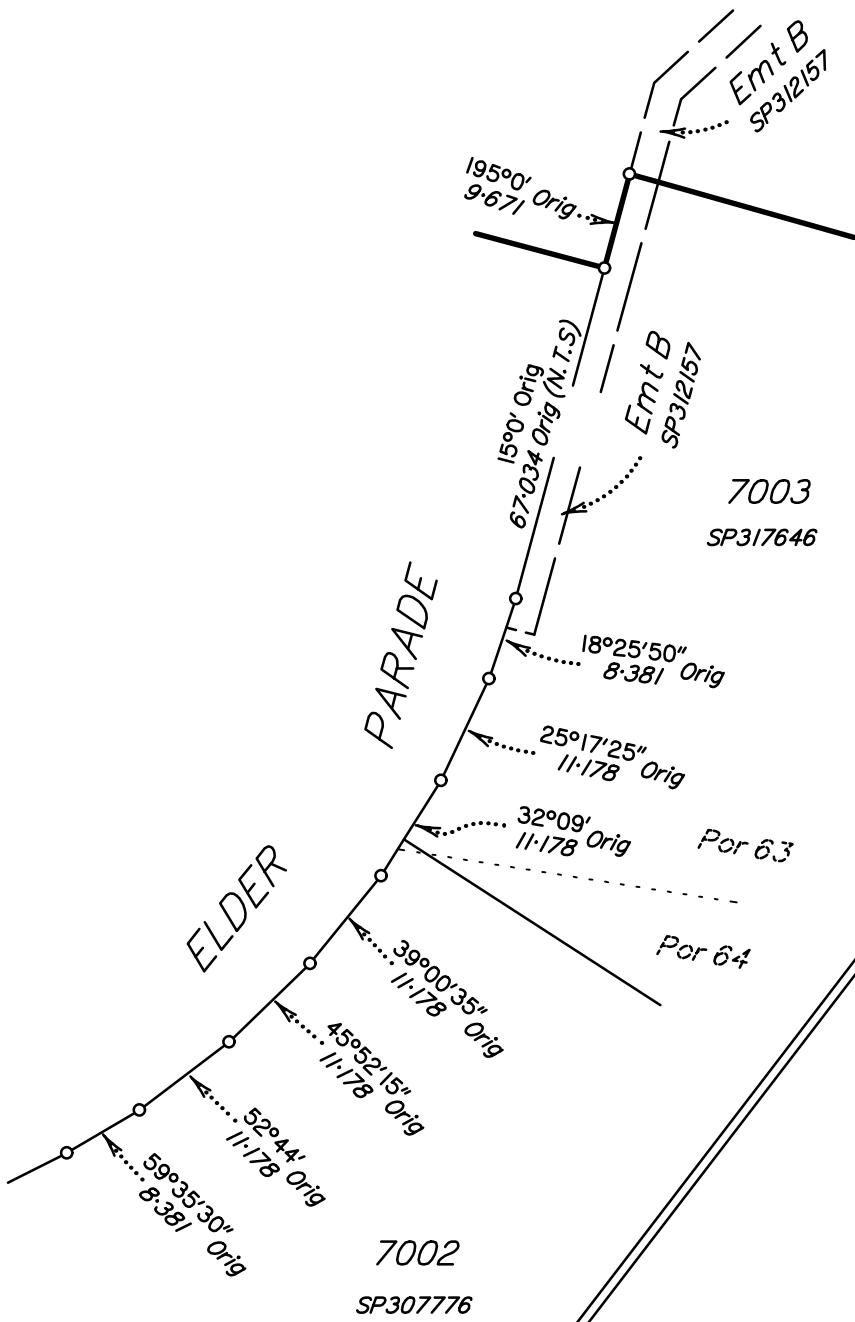 Emt B
SP312157
195°0' Orig
9·671
15°0' Orig
67·034 Orig (N.T.S)
Emt B
SP312157
7003
SP317646
PARADE
18°25'50"
8·381 Orig
25°17'25"
11·178 Orig
32°09' Orig
11·178
Por 63
ELDER
Por 64
39°00'35"
11·178 Orig
45°52'15"
11·178 Orig
52°44'
11·178 Orig
59°35'30"
8·381 Orig
7002
SP307776